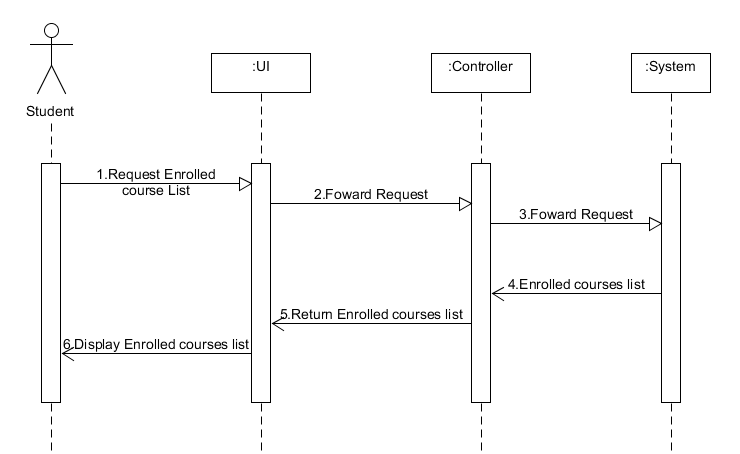 :UI
:Controller
:System
Student
1.Request Enrolled
course List
2.Foward Request
3.Foward Request
4.Enrolled courses list
5.Return Enrolled courses list
6.Display Enrolled courses list